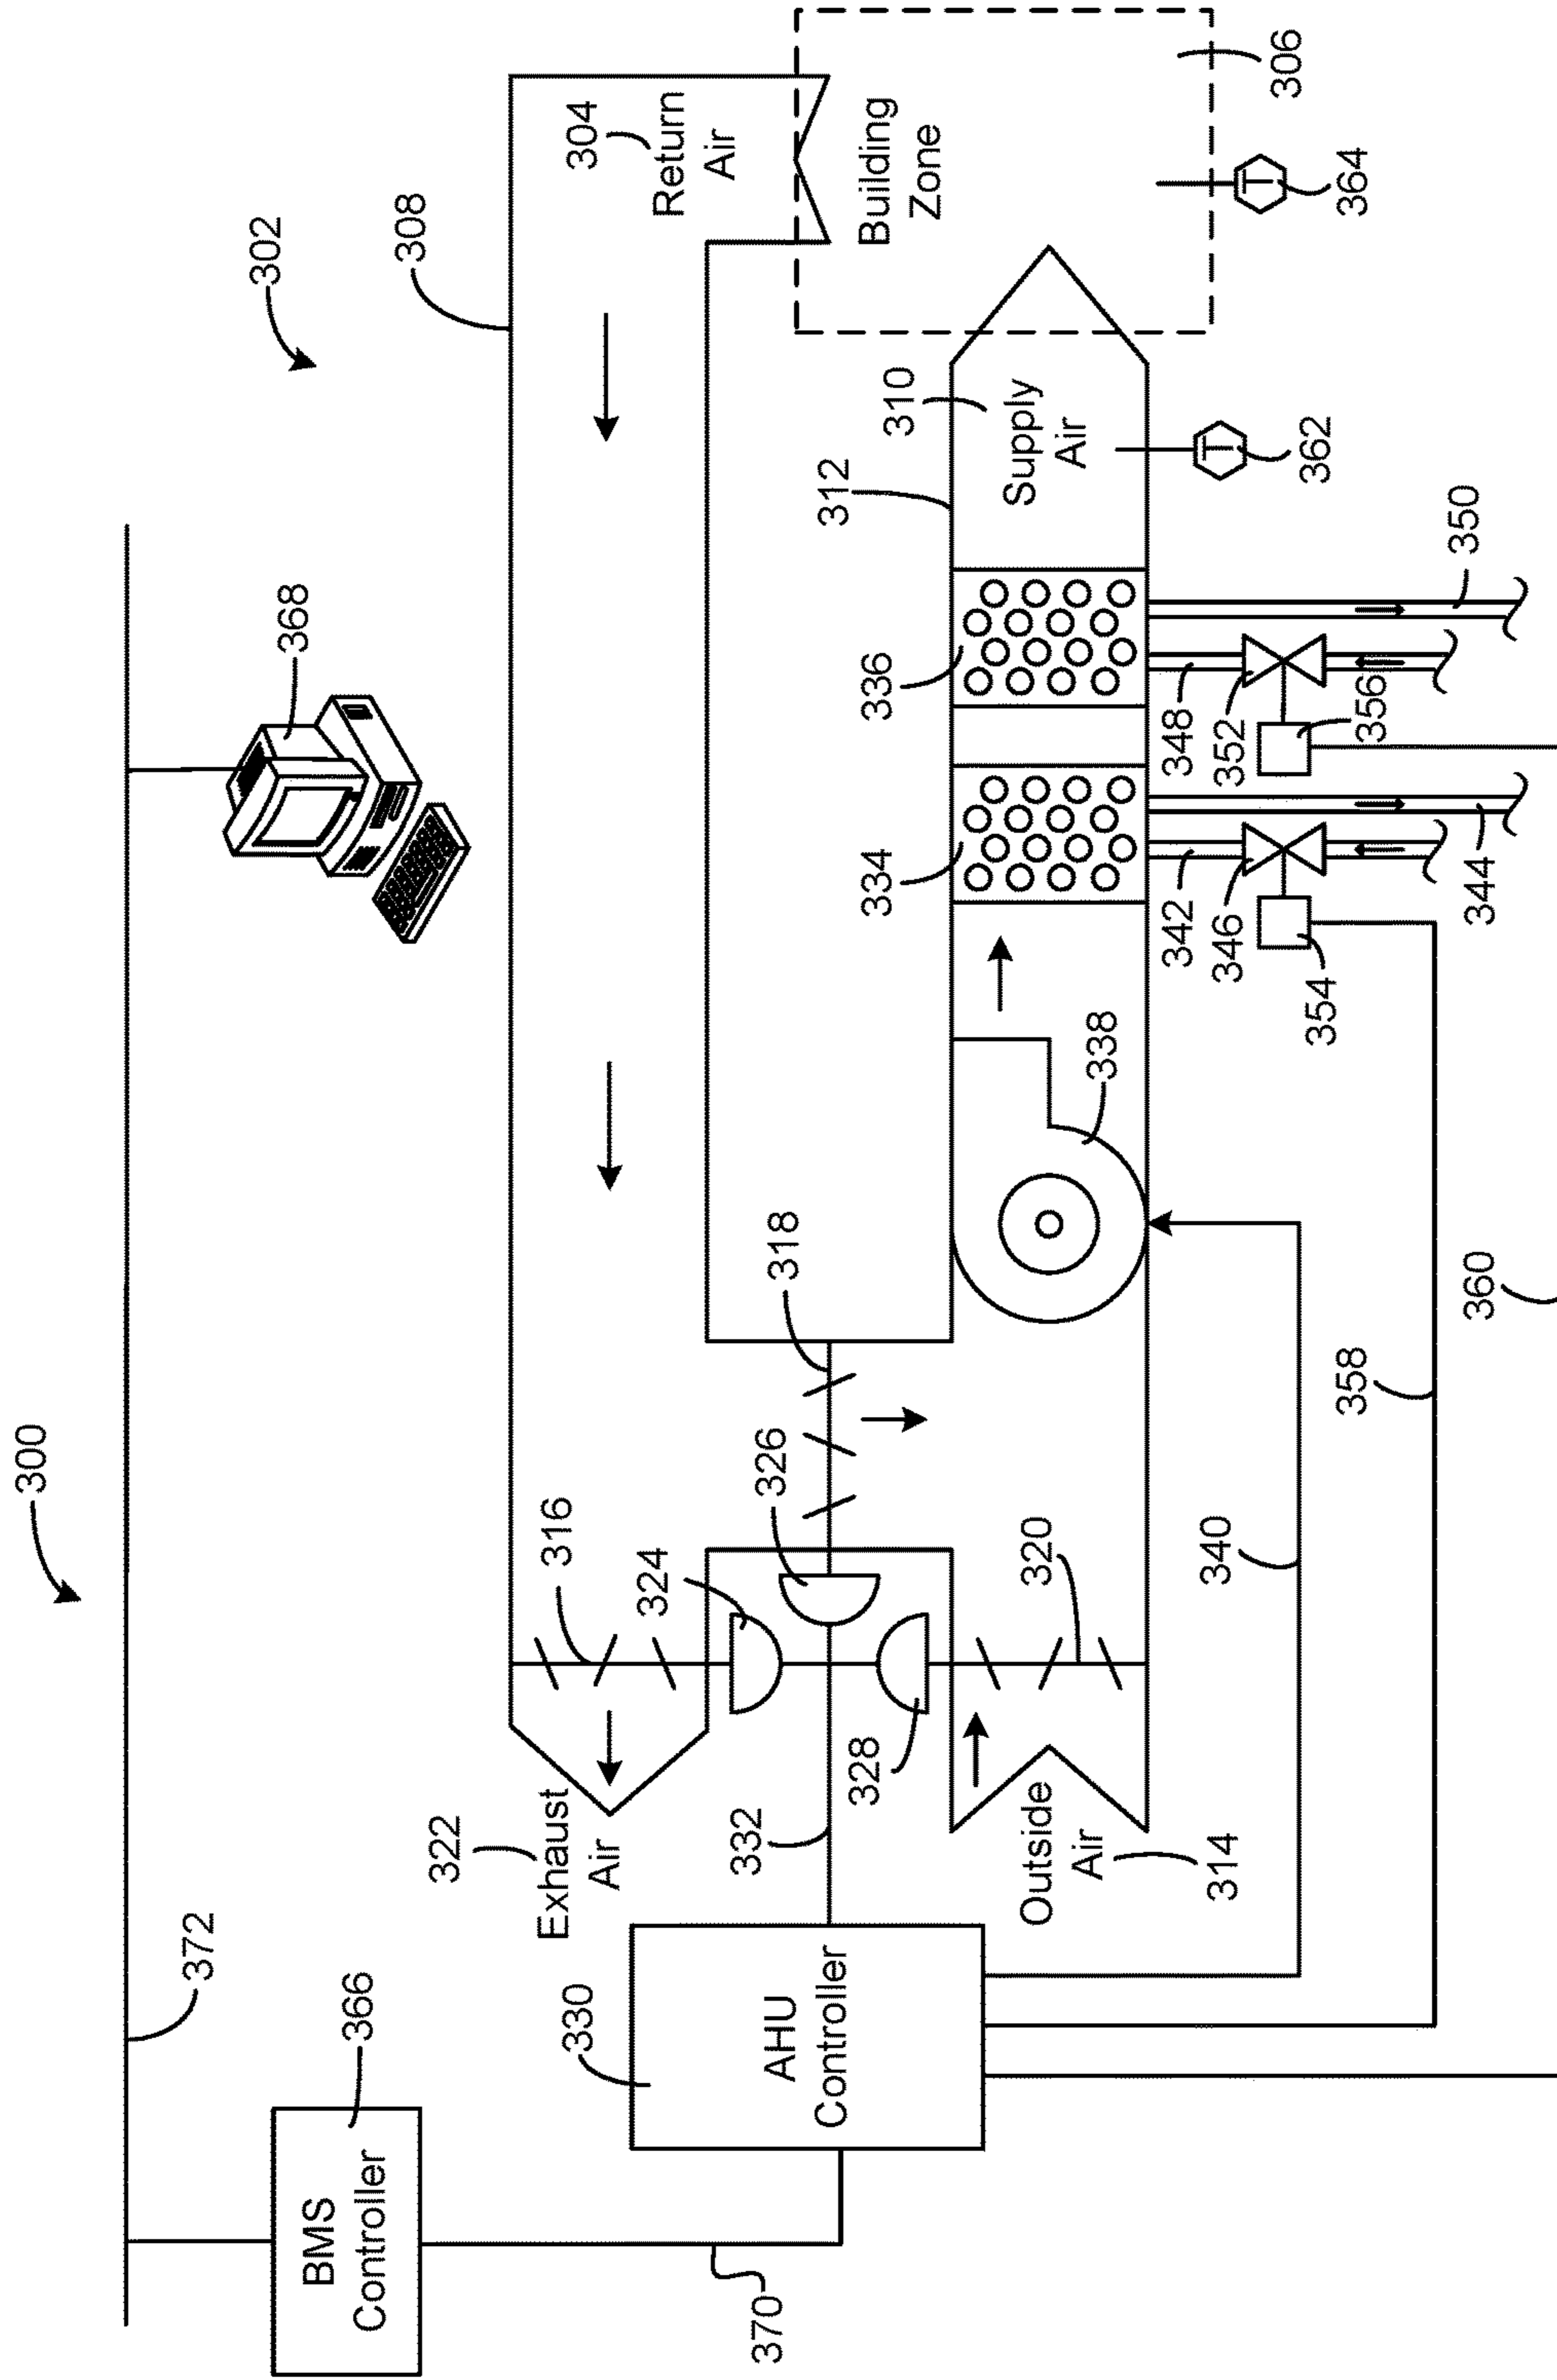 300
372
366
BMS
Controller
370
368
302
308
304
Return
Air
322
Exhaust
Air
316
324
330
AHU
Controller
332
326
318
328
Building
Zone
306
312
310
Supply
Air
336
334
338
Outside
Air
314
320
340
342
346
354
344
348
352
356
350
T
362
T
364
358
360